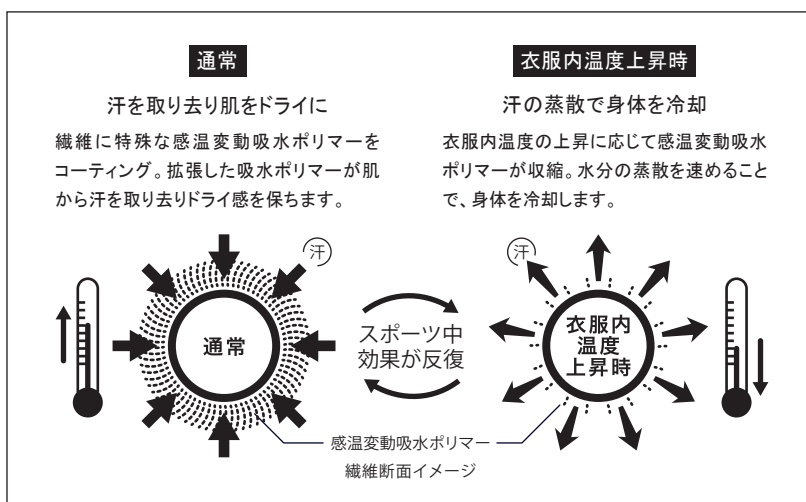 通常
汗を取り去り肌をドライに
繊維に特殊な感温変動吸水ポリマーを
コーティング。拡張した吸水ポリマーが肌
から汗を取り去りドライ感を保ちます。
衣服内温度上昇時
汗の蒸散で身体を冷却
衣服内温度の上昇に応じて感温変動吸水
ポリマーが収縮。水分の蒸散を速めること
で、身体を冷却します。
汗
通常
スポーツ中
効果が反復
汗
衣服内
温度
上昇時
感温変動吸水ポリマー
繊維断面イメージ